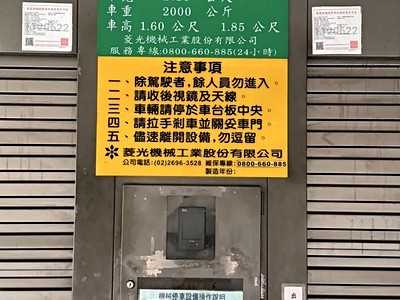 車重 2000 公斤
車高 1.60 公尺 1.85 公尺
菱光機械工業股份有限公司
服務專線:0800-660-885(24小時)
注意事項
一、除駕駛者,餘人員勿進入。
二、請收後視鏡及天線。
三、車輛請停於車台板中央。
四、請拉手剎車並關妥車門。
五、儘速離開設備,勿逗留。
菱光機械工業股份有限公司
公司電話:(02)2696-3528 維保專線:0800-660-885
製造年份:
機械停車設備操作說明
出